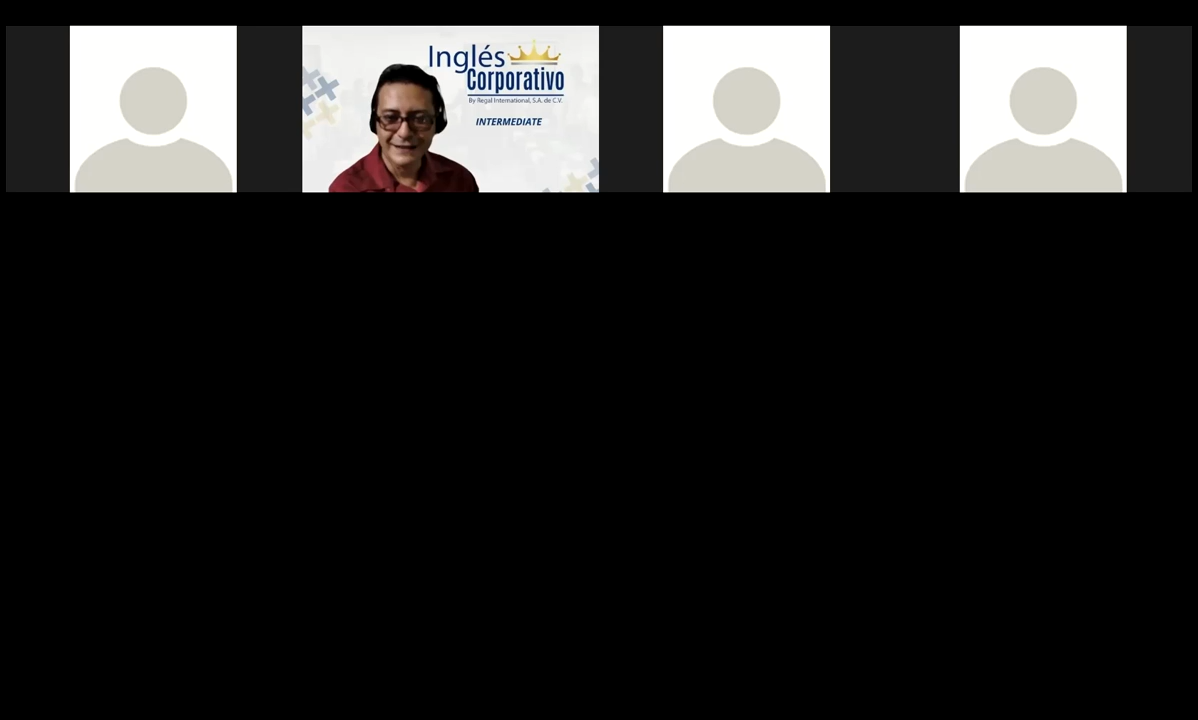 Inglés
Corporativo
By Regal International, S.A. de C.V.
INTERMEDIATE